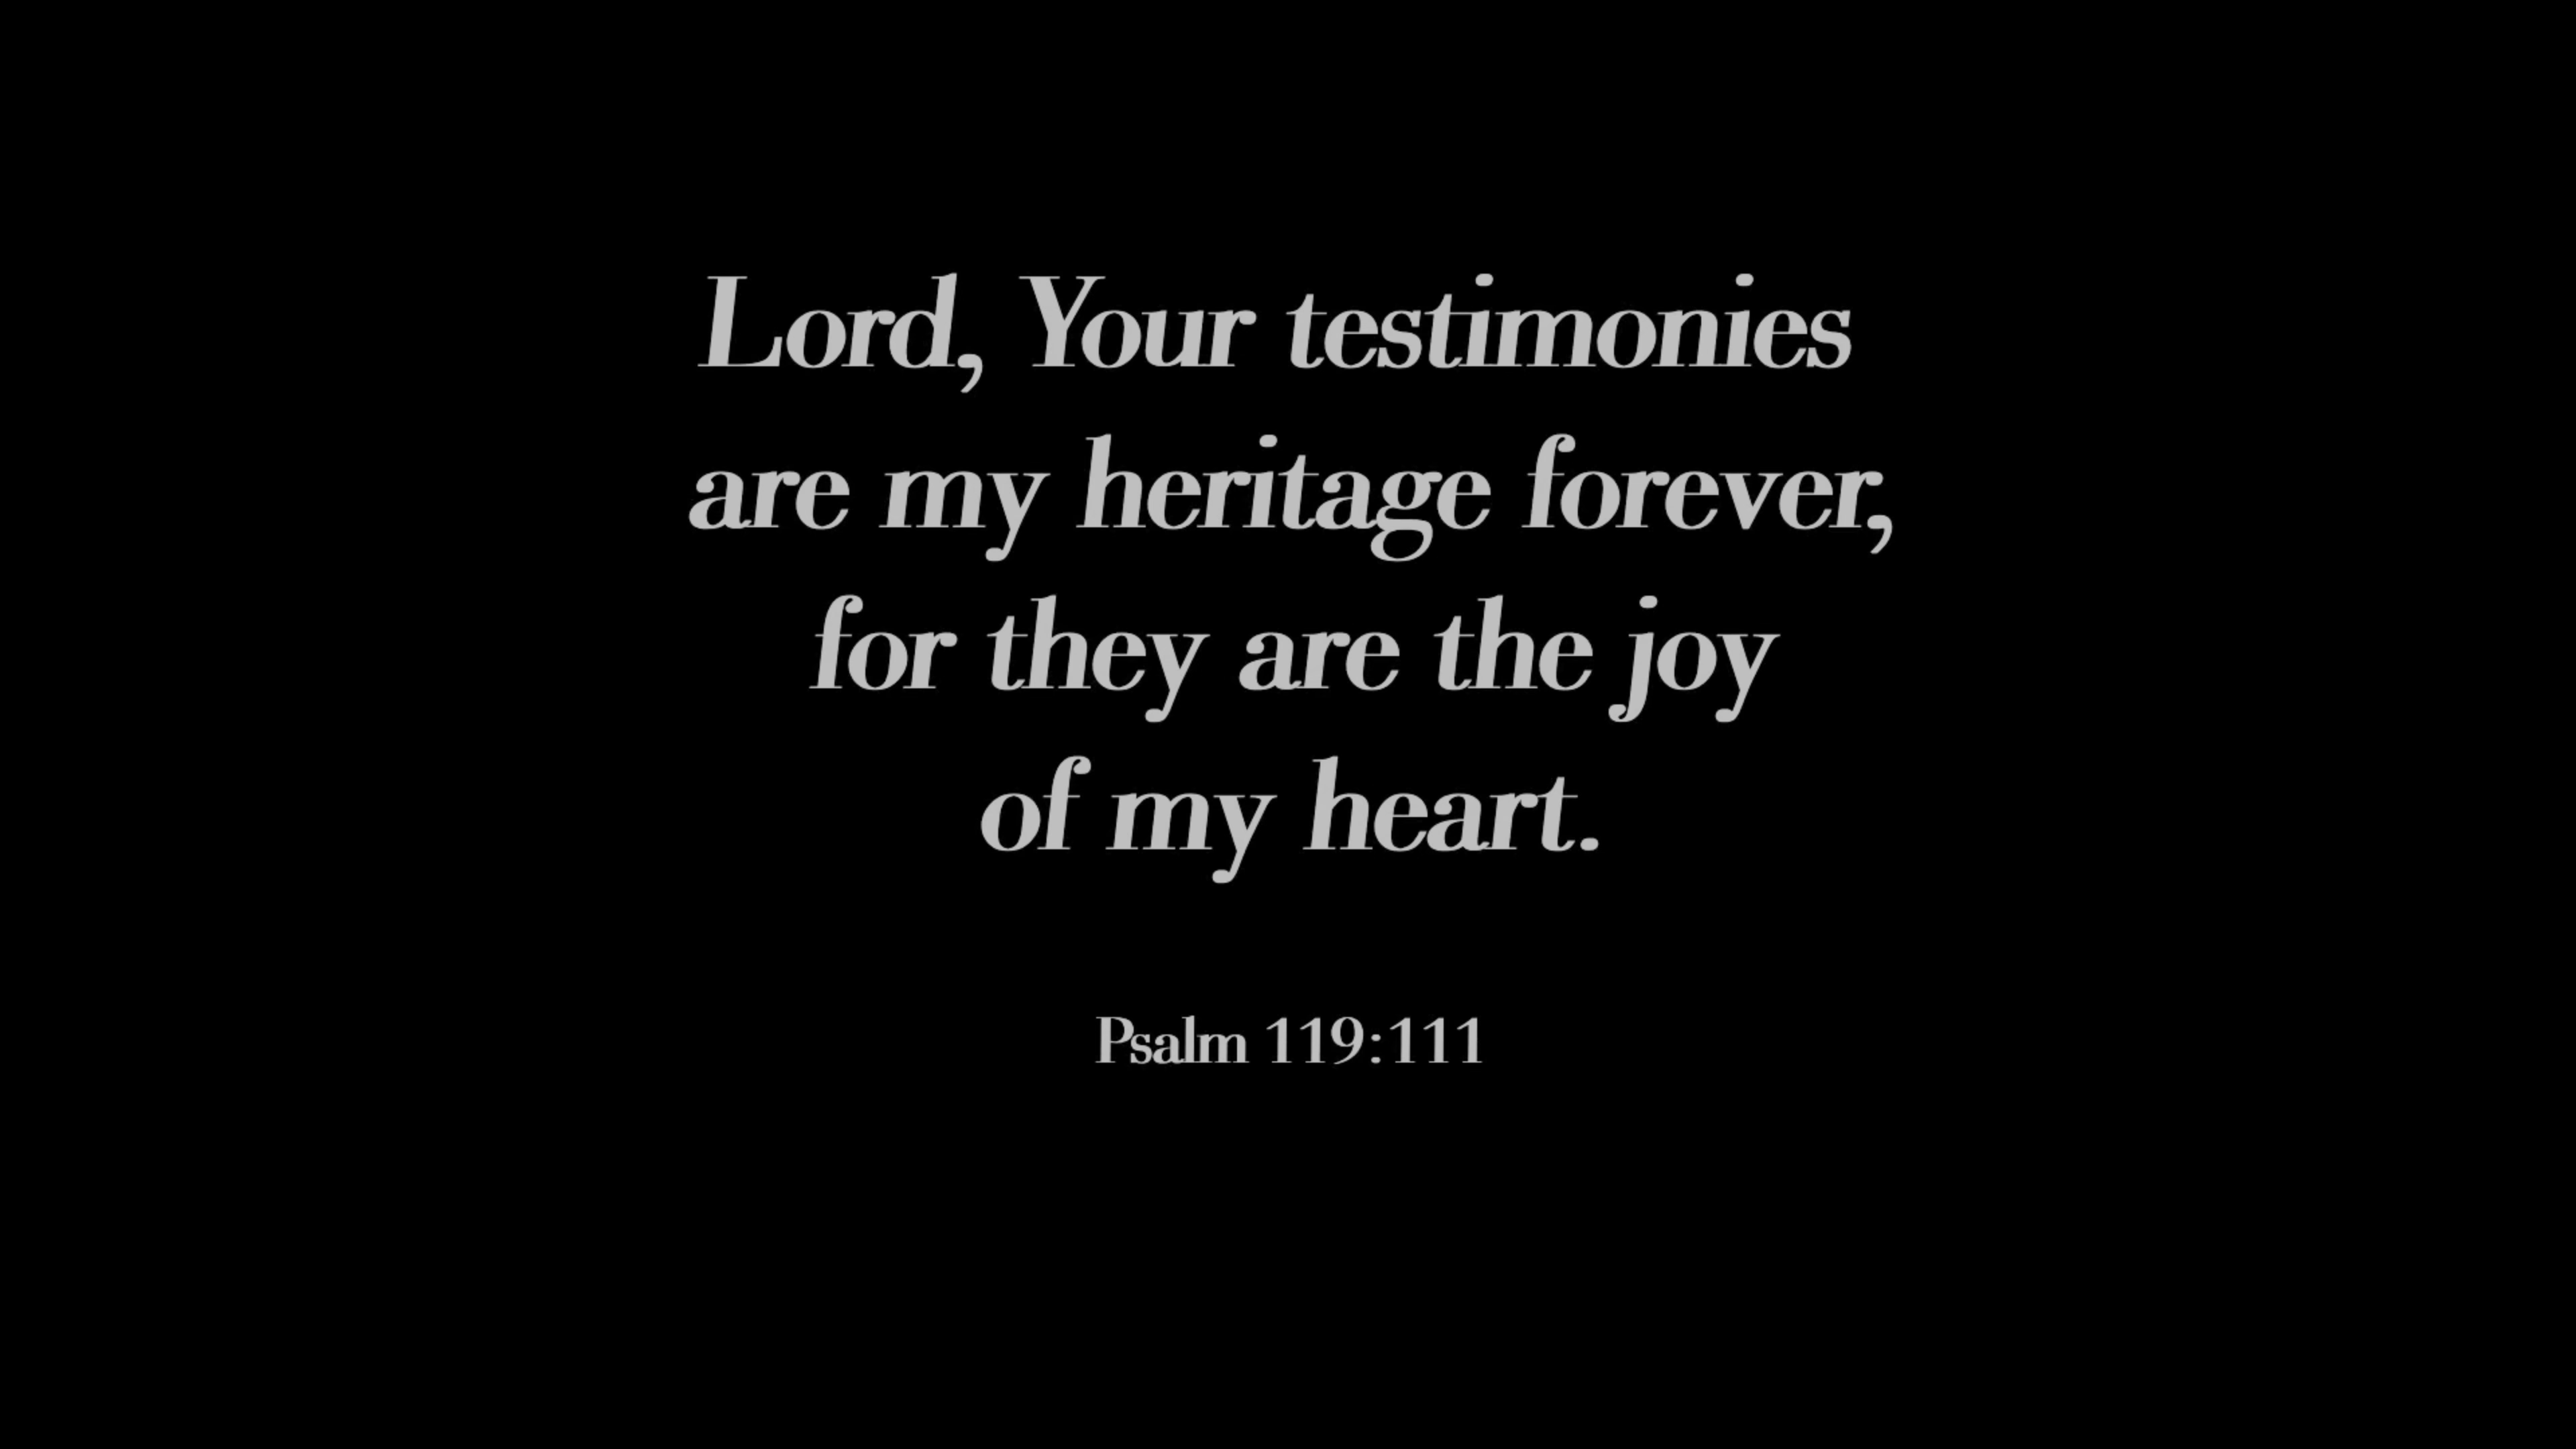 Lord, Your testimonies
are my heritage forever,
for they are the joy
of my heart.
Psalm 119:111